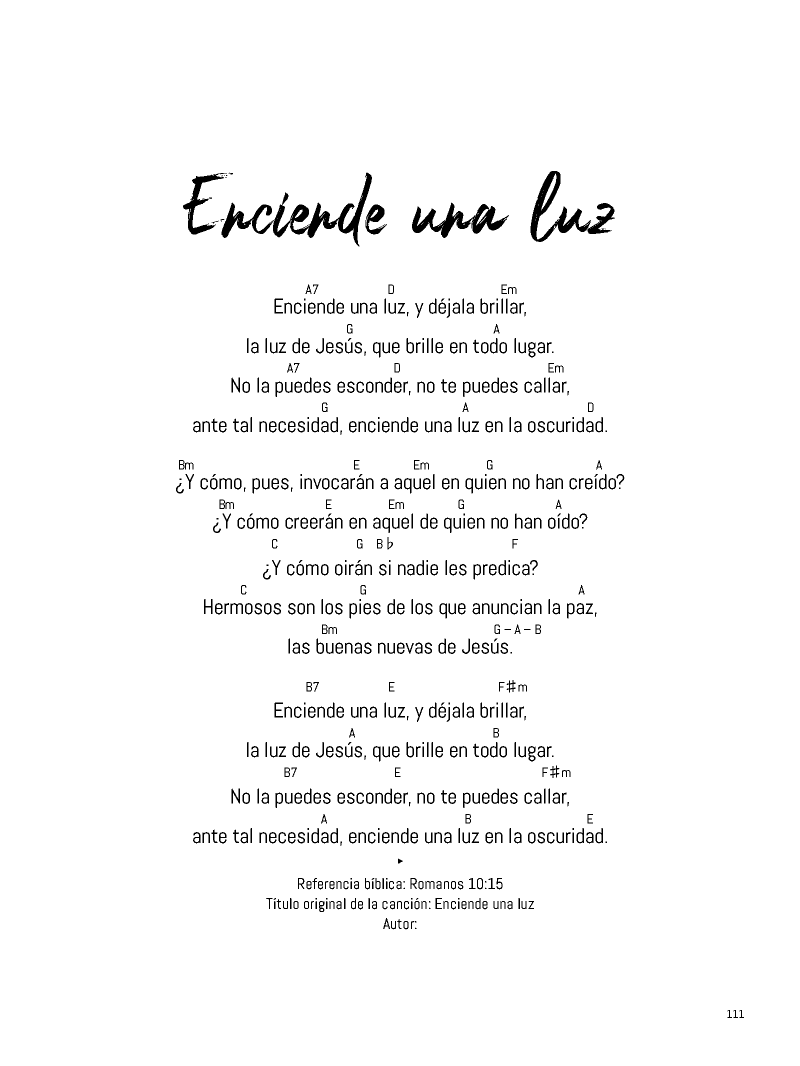 Enciende una luz
A7 D Em
Enciende una luz, y déjala brillar,
G A
la luz de Jesús, que brille en todo lugar.
A7 D Em
No la puedes esconder, no te puedes callar,
G A D
ante tal necesidad, enciende una luz en la oscuridad.
Bm E Em G A
¿Y cómo, pues, invocarán a aquel en quien no han creído?
Bm E Em G A
¿Y cómo creerán en aquel de quien no han oído?
C G B♭ F
¿Y cómo oirán si nadie les predica?
C G A
Hermosos son los pies de los que anuncian la paz,
Bm G – A – B
las buenas nuevas de Jesús.
B7 E F♯m
Enciende una luz, y déjala brillar,
A B
la luz de Jesús, que brille en todo lugar.
B7 E F♯m
No la puedes esconder, no te puedes callar,
A B E
ante tal necesidad, enciende una luz en la oscuridad.
Referencia bíblica: Romanos 10:15
Título original de la canción: Enciende una luz
Autor:
111